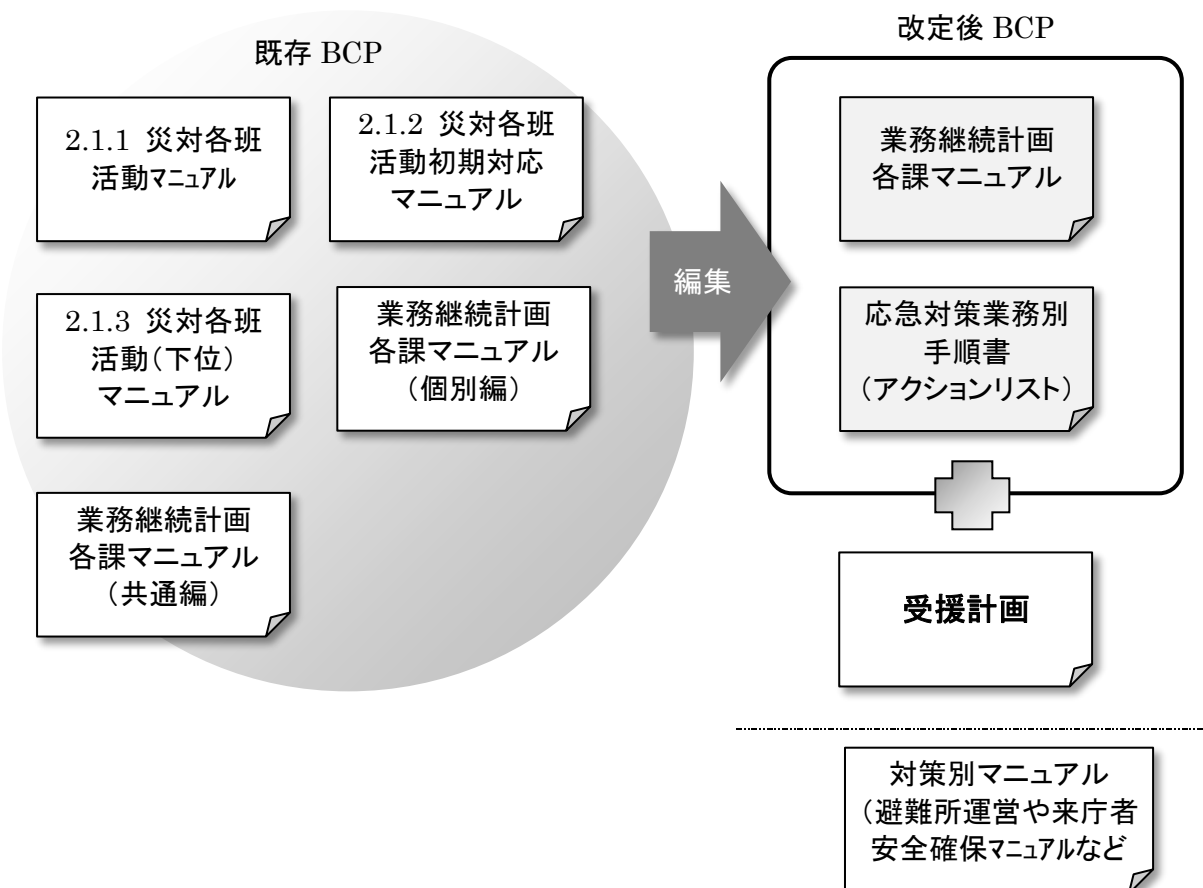 既存 BCP
2.1.1 災対各班
活動マニュアル
2.1.2 災対各班
活動初期対応
マニュアル
2.1.3 災対各班
活動(下位)
マニュアル
業務継続計画
各課マニュアル
(個別編)
業務継続計画
各課マニュアル
(共通編)
編集
改定後 BCP
業務継続計画
各課マニュアル
応急対策業務別
手順書
(アクションリスト)
受援計画
対策別マニュアル
(避難所運営や来庁者
安全確保マニュアルなど